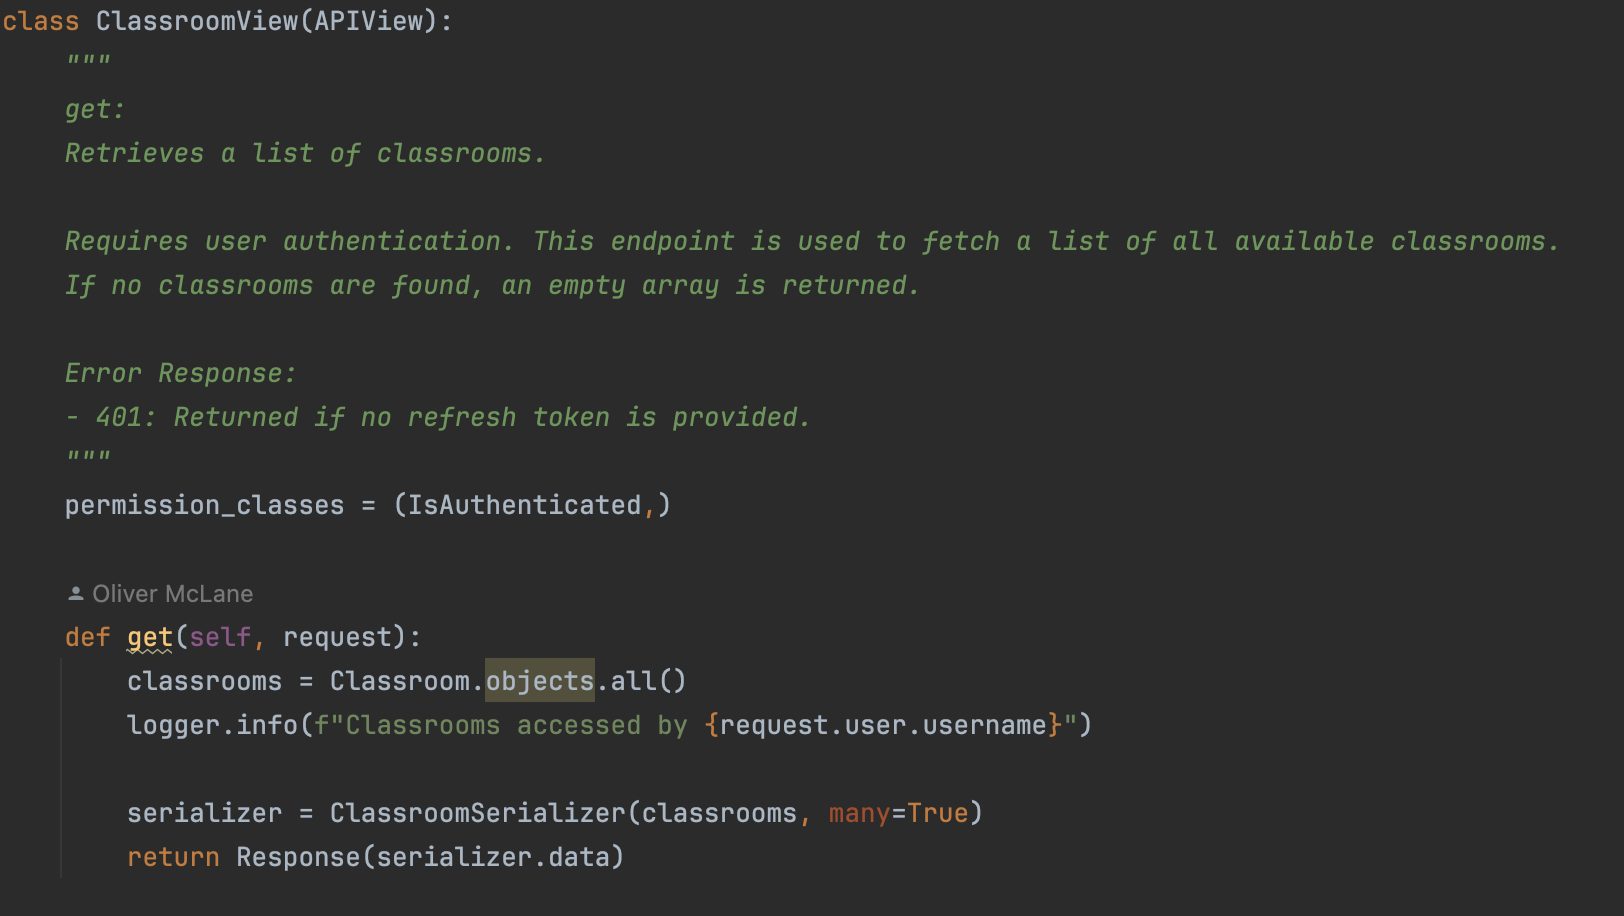 class ClassroomView(APIView):
    """
    get:
    Retrieves a list of classrooms.

    Requires user authentication. This endpoint is used to fetch a list of all available classrooms.
    If no classrooms are found, an empty array is returned.

    Error Response:
    - 401: Returned if no refresh token is provided.
    """
    permission_classes = (IsAuthenticated,)

    Oliver McLane
    def get(self, request):
        classrooms = Classroom.objects.all()
        logger.info(f"Classrooms accessed by {request.user.username}")

        serializer = ClassroomSerializer(classrooms, many=True)
        return Response(serializer.data)